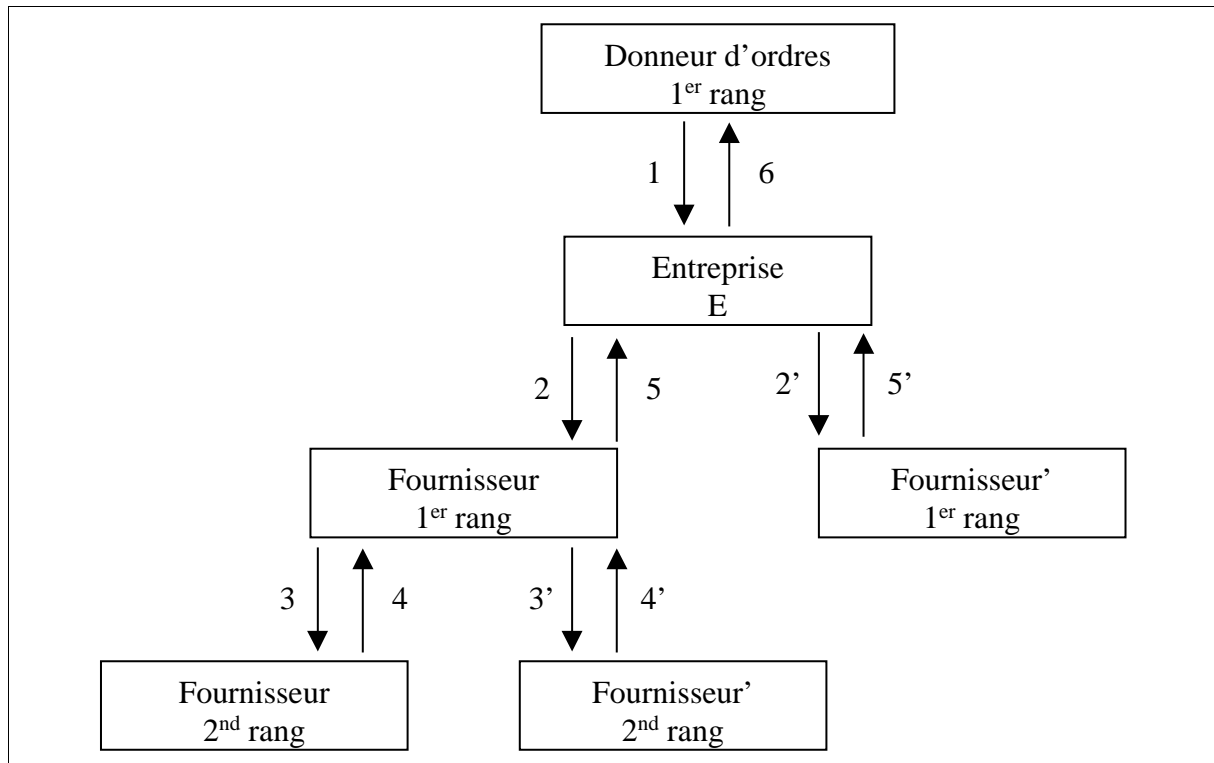 Donneur d’ordres
1er rang
1 6
Entreprise
E
2 5 2’ 5’
Fournisseur
1er rang
Fournisseur’
1er rang
3 4 3’ 4’
Fournisseur
2nd rang
Fournisseur’
2nd rang